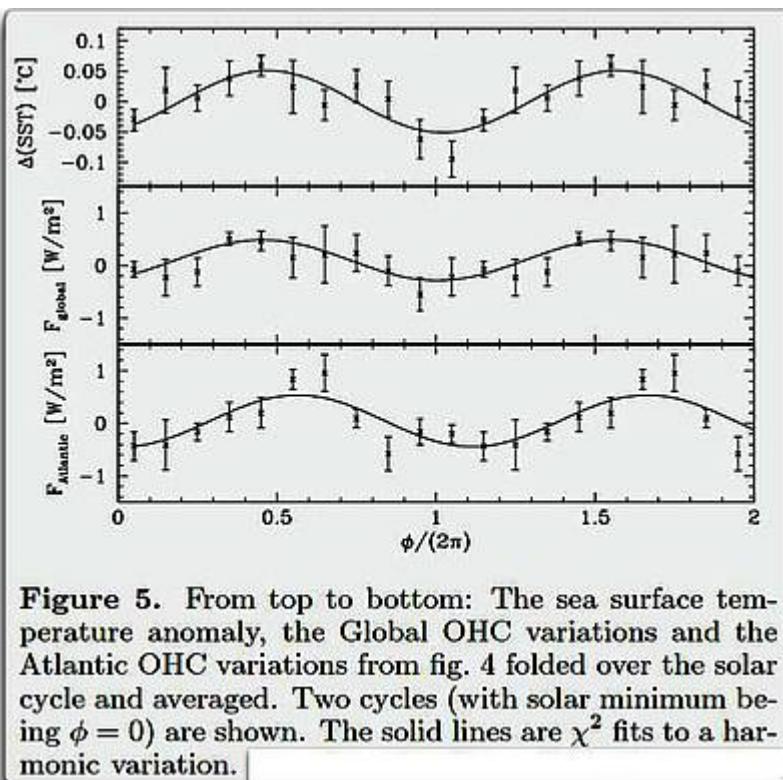 0.1
0.05
0
−0.05
−0.1
Δ(SST) [°C]
1
0
−1
F_global [W/m²]
1
0
−1
F_Atlantic [W/m²]
0 0.5 1 1.5 2
ϕ/(2π)
Figure 5. From top to bottom: The sea surface tem-
perature anomaly, the Global OHC variations and the
Atlantic OHC variations from fig. 4 folded over the solar
cycle and averaged. Two cycles (with solar minimum be-
ing ϕ = 0) are shown. The solid lines are χ² fits to a har-
monic variation.